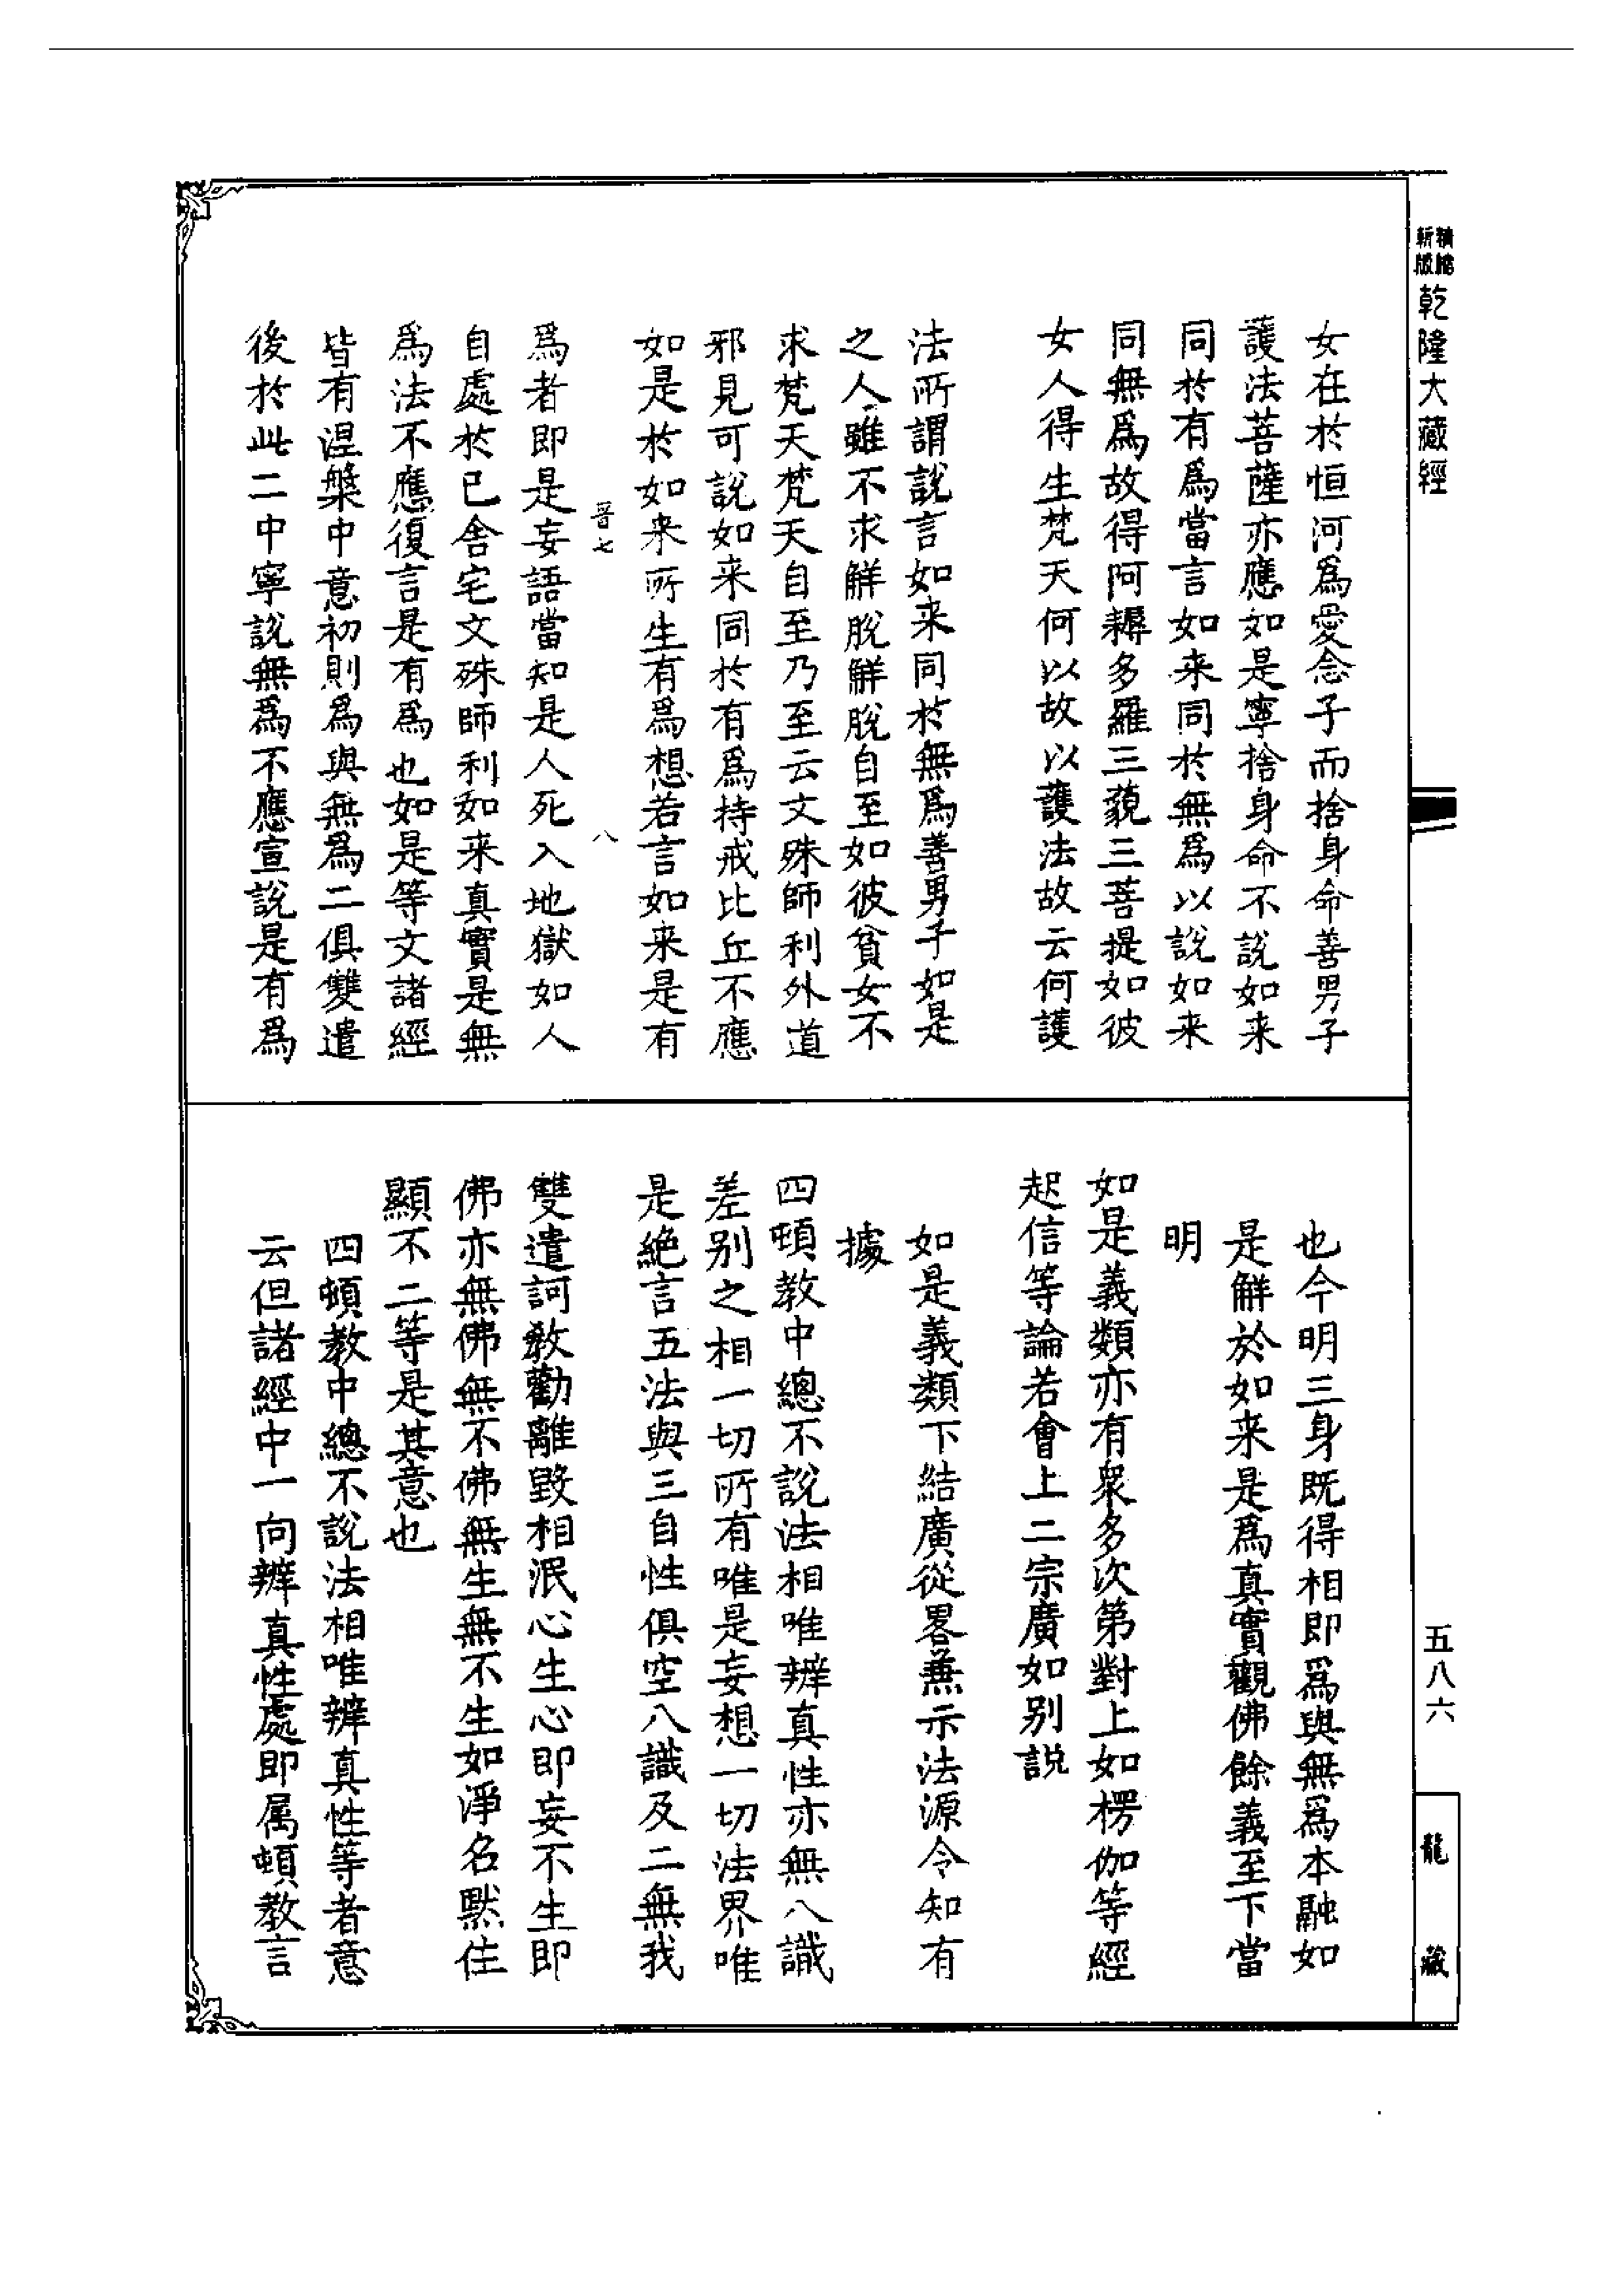 精縮新版乾隆大藏經
女在於恒河爲愛念子而捨身命善男子
護法菩薩亦應如是寧捨身命不說如来
同於有爲當言如来同於無爲以說如来
同無爲故得阿耨多羅三藐三菩提如彼
女人得生梵天何以故以護法故云何護
法所謂說言如来同於無爲善男子如是
之人雖不求解脫解脫自至如彼貧女不
求梵天梵天自至乃至云文殊師利外道
邪見可說如来同於有爲持戒比丘不應
如是於如来所生有爲想若言如来是有
晉七 八
爲者即是妄語當知是人死入地獄如人
自處於已舍宅文殊師利如来真實是無
爲法不應復言是有爲也如是等文諸經
皆有涅槃中意初則爲與無爲二俱雙遣
後於此二中寧說無爲不應宣說是有爲
也今明三身既得相即爲與無爲本融如
是解於如来是爲真實觀佛餘義至下當
明
如是義類亦有衆多次第對上如楞伽等經
起信等論若會上二宗廣如别説
如是義類下結廣從畧兼示法源令知有
據
四頓教中總不說法相唯辨真性亦無八識
差别之相一切所有唯是妄想一切法界唯
是絶言五法與三自性俱空八識及二無我
雙遣訶教勸離毀相泯心生心即妄不生即
佛亦無佛無不佛無生無不生如淨名默住
顯不二等是其意也
四頓教中總不說法相唯辨真性等者意
云但諸經中一向辨真性處即属頓教言
五八六
龍藏